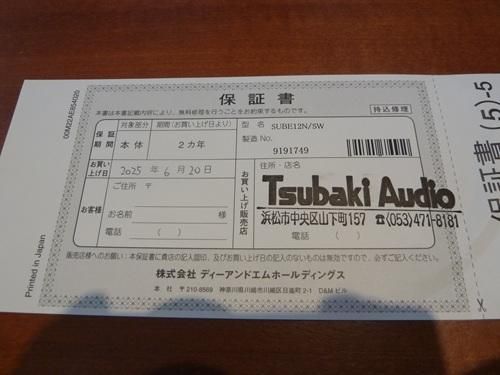 保証書
本書は本書記載内容により、無料修理を行うことをお約束するものです。
持込修理
保証期間
対象部分
期間(お買い上げ日より)
本体
2カ年
型名
SUBE12N/SW
製造No.
9191749
お買い上げ日
2025年6月20日
お客様
ご住所 〒
お名前 様
電話 ( )
お買い上げ販売店
住所・店名
Tsubaki Audio
浜松市中央区山下町157 ☎(053)471-8181
電話 ( )
販売店様へのお願い:本保証書に貴店の記入認印、及びお買い上げ日の記入のないものは無効ですので、必ずご記入ください。
株式会社 ディーアンドエムホールディングス
本社 〒210-8569 神奈川県川崎市川崎区日進町2-1 D&Mビル
00M22AE854020
Printed in Japan
保証書(5)-5